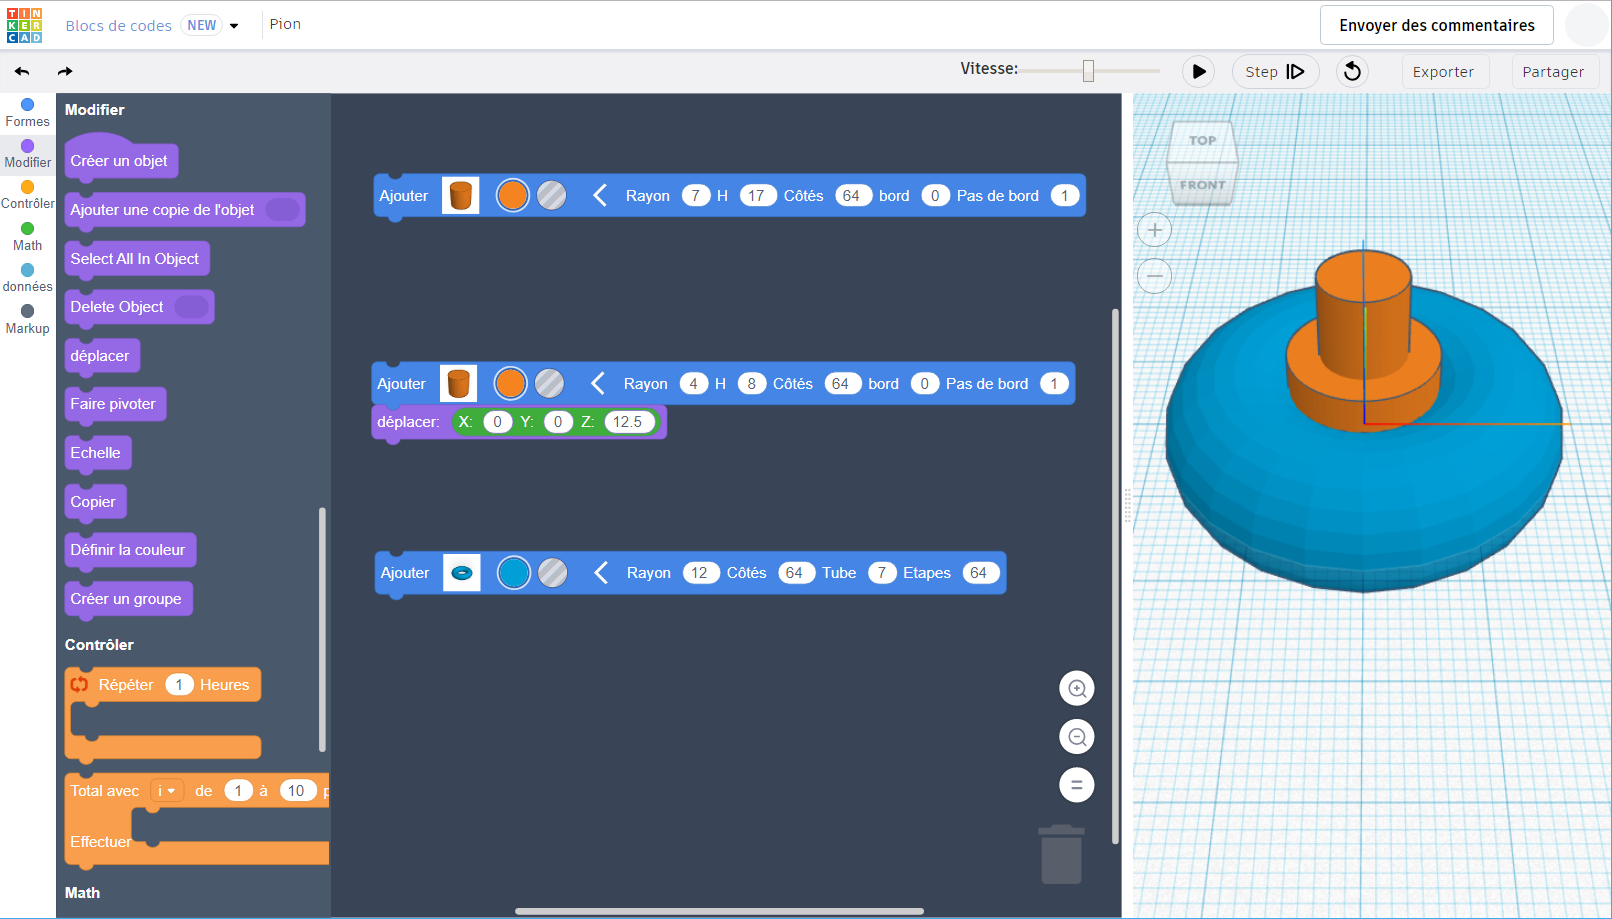 TIN
KER
CAD
Blocs de codes NEW
Pion
Envoyer des commentaires
Vitesse:
Step
Exporter
Partager
Formes
Modifier
Contrôler
Math
données
Markup
Modifier
Créer un objet
Ajouter une copie de l'objet
Select All In Object
Delete Object
déplacer
Faire pivoter
Echelle
Copier
Définir la couleur
Créer un groupe
Contrôler
Répéter 1 Heures
Total avec i de 1 à 10 p
Effectuer
Math
Ajouter Rayon 7 H 17 Côtés 64 bord 0 Pas de bord 1
Ajouter Rayon 4 H 8 Côtés 64 bord 0 Pas de bord 1
déplacer: X: 0 Y: 0 Z: 12.5
Ajouter Rayon 12 Côtés 64 Tube 7 Etapes 64
TOP
FRONT